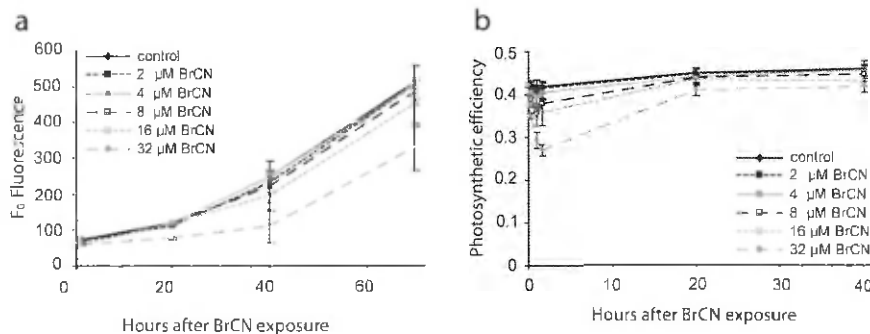 a
600
500
400
300
200
100
0
0 20 40 60
F0 Fluorescence
Hours after BrCN exposure
control
2 µM BrCN
4 µM BrCN
8 µM BrCN
16 µM BrCN
32 µM BrCN
b
0.5
0.4
0.3
0.2
0.1
0
0 10 20 30 40
Photosynthetic efficiency
Hours after BrCN exposure
control
2 µM BrCN
4 µM BrCN
8 µM BrCN
16 µM BrCN
32 µM BrCN